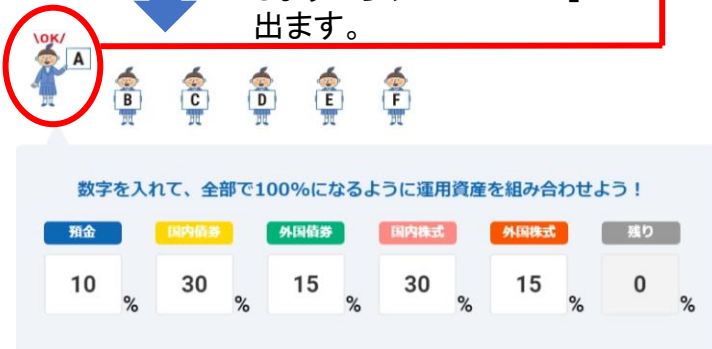 出ます。
\OK/
A
B C D E F
数字を入れて、全部で100%になるように運用資産を組み合わせよう！
預金 国内債券 外国債券 国内株式 外国株式 残り
10 % 30 % 15 % 30 % 15 % 0 %